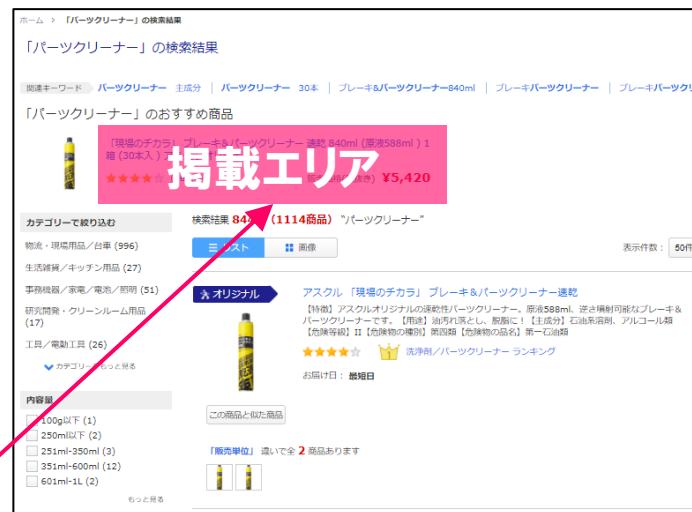 ホーム > 「パーツクリーナー」の検索結果
「パーツクリーナー」の検索結果
関連キーワード パーツクリーナー 主成分 | パーツクリーナー 30本 | ブレーキ&パーツクリーナー840ml | ブレーキパーツクリーナー | ブレーキパーツクリ
「パーツクリーナー」のおすすめ商品
「現場のチカラ」 ブレーキ&パーツクリーナー 速乾 840ml (原液588ml ) 1
箱 (30本入 )
掲載エリア
¥5,420
カテゴリーで絞り込む
検索結果 (1114商品) “パーツクリーナー”
物流・現場用品/台車 (996)
リスト
画像
表示件数: 50件
生活雑貨/キッチン用品 (27)
事務機器/家電/電池/照明 (51)
オリジナル
アスクル 「現場のチカラ」 ブレーキ&パーツクリーナー速乾
研究開発・クリーンルーム用品
(17)
【特徴】アスクルオリジナルの速乾性パーツクリーナー。原液588ml、逆さ噴射可能なブレーキ&
パーツクリーナーです。【用途】油汚れ落とし、脱脂に!【主成分】石油系溶剤、アルコール類
【危険等級】II【危険物の種別】第四類【危険物の品名】第一石油類
工具/電動工具 (26)
カテゴリーをもっと見る
1
洗浄剤/パーツクリーナー ランキング
お届け日: 最短日
内容量
100g以下 (1)
250ml以下 (2)
251ml-350ml (3)
351ml-600ml (12)
601ml-1L (2)
もっと見る
この商品と似た商品
「販売単位」 違いで全 2 商品あります